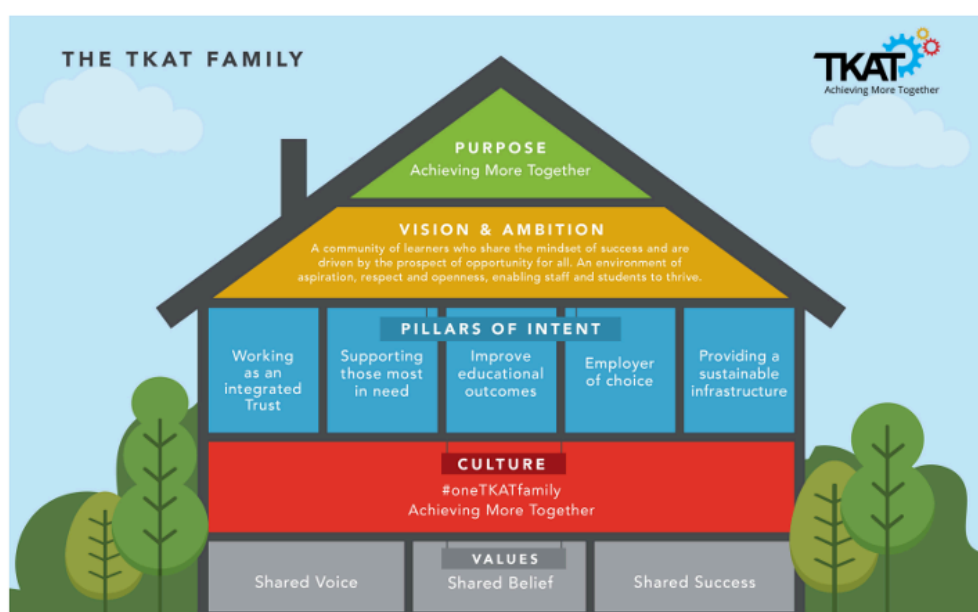 THE TKAT FAMILY
TKAT
Achieving More Together
PURPOSE
Achieving More Together
VISION & AMBITION
A community of learners who share the mindset of success and are
driven by the prospect of opportunity for all. An environment of
aspiration, respect and openness, enabling staff and students to thrive.
PILLARS OF INTENT
Working
as an
integrated
Trust
Supporting
those most
in need
Improve
educational
outcomes
Employer
of choice
Providing a
sustainable
infrastructure
CULTURE
#oneTKATfamily
Achieving More Together
VALUES
Shared Voice
Shared Belief
Shared Success